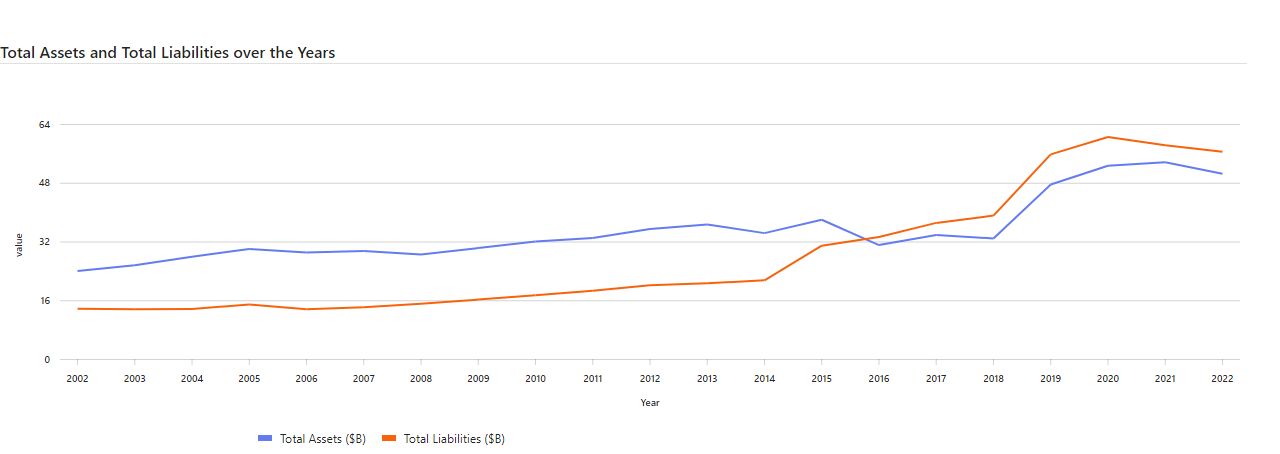 Total Assets and Total Liabilities over the Years
64
48
32
16
0
value
2002 2003 2004 2005 2006 2007 2008 2009 2010 2011 2012 2013 2014 2015 2016 2017 2018 2019 2020 2021 2022
Year
Total Assets ($B) Total Liabilities ($B)